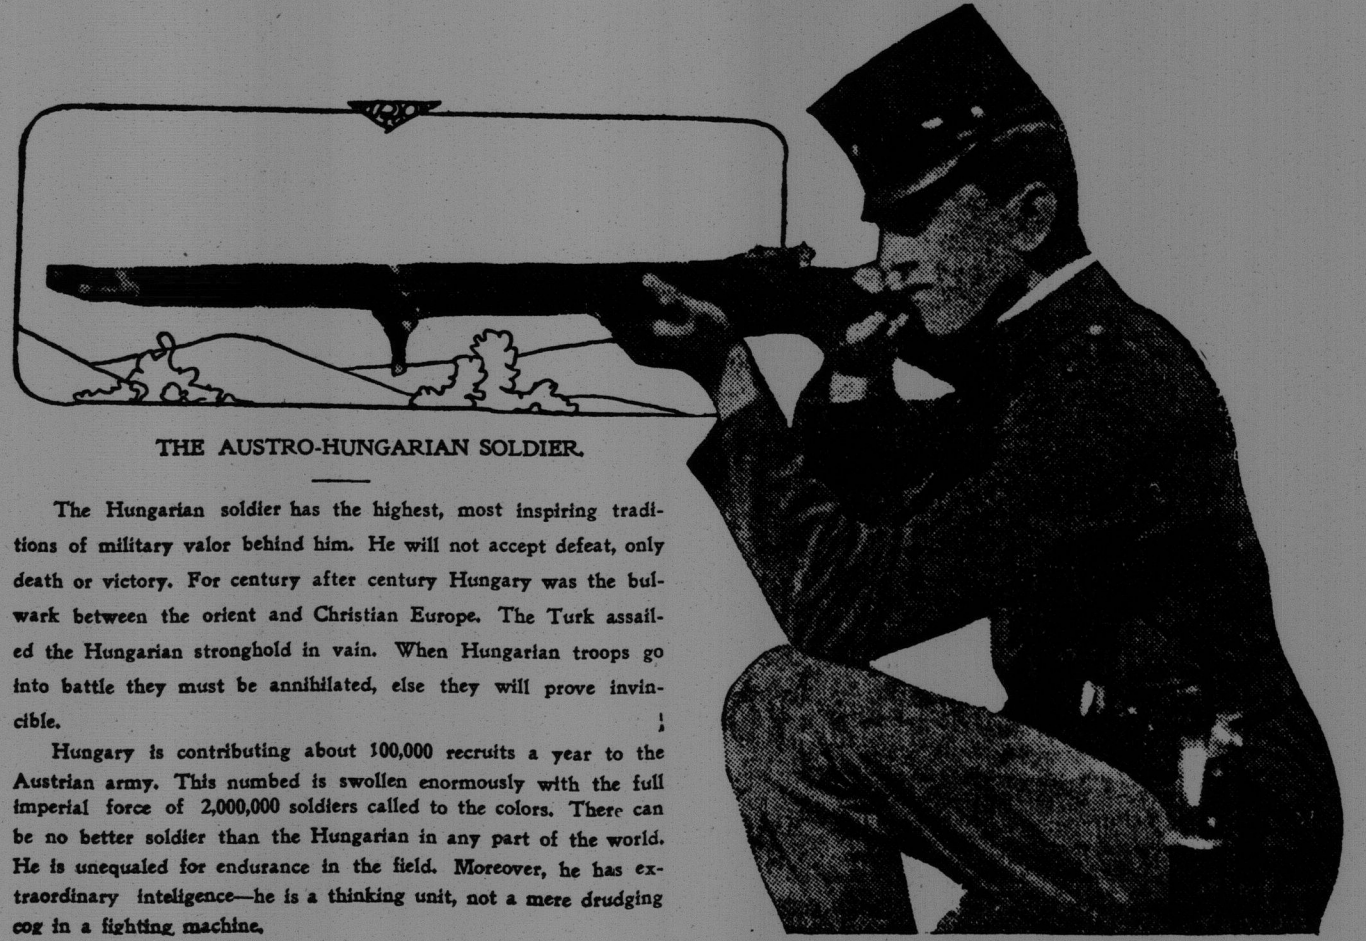 THE AUSTRO-HUNGARIAN SOLDIER.
The Hungarian soldier has the highest, most inspiring tradi-
tions of military valor behind him. He will not accept defeat, only
death or victory. For century after century Hungary was the bul-
wark between the orient and Christian Europe. The Turk assail-
ed the Hungarian stronghold in vain. When Hungarian troops go
into battle they must be annihilated, else they will prove invin-
cible.
Hungary is contributing about 100,000 recruits a year to the
Austrian army. This numbed is swollen enormously with the full
imperial force of 2,000,000 soldiers called to the colors. There can
be no better soldier than the Hungarian in any part of the world.
He is unequaled for endurance in the field. Moreover, he has ex-
traordinary inteligence—he is a thinking unit, not a mere drudging
cog in a fighting machine.